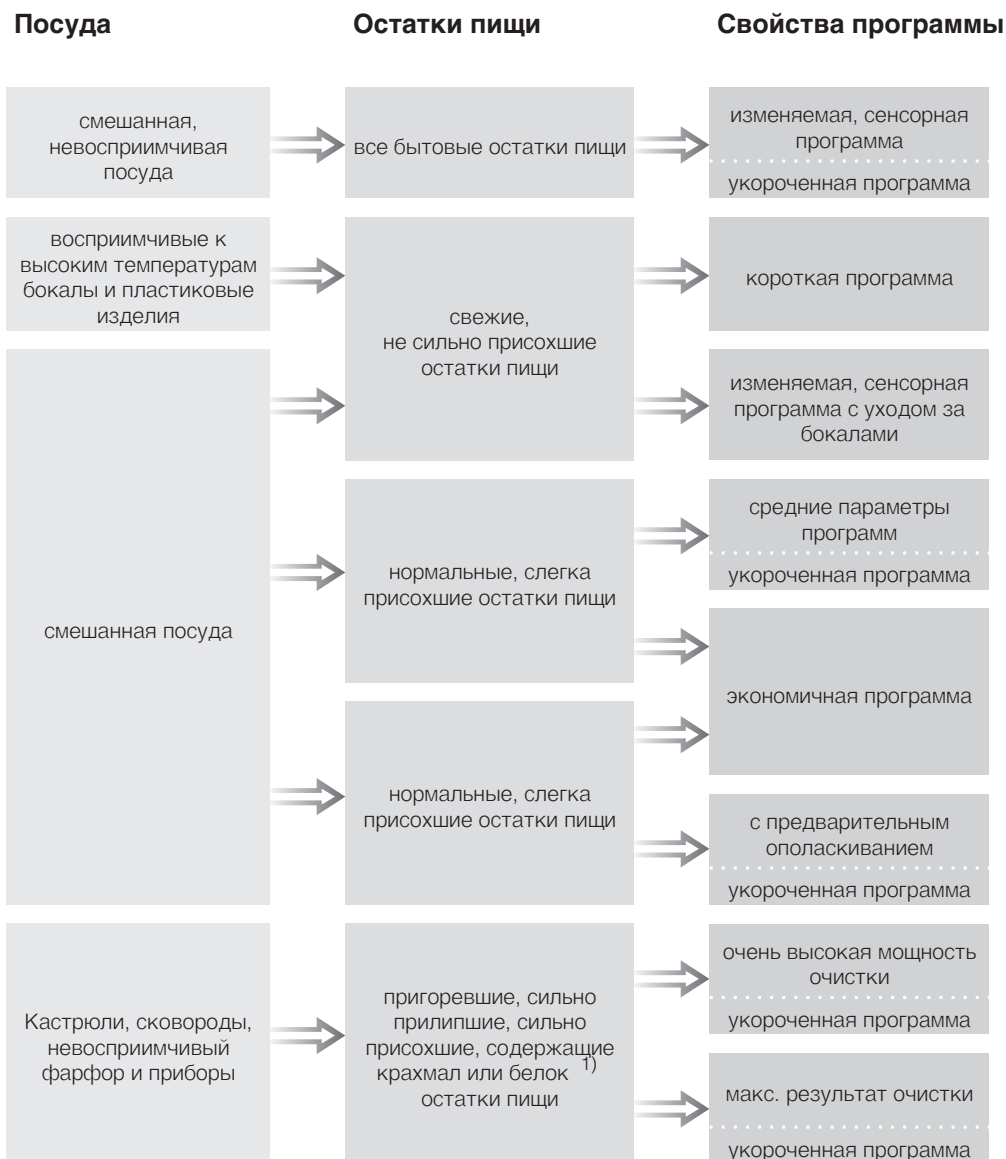 Посуда
Остатки пищи
Свойства программы
смешанная,
невосприимчивая
посуда
все бытовые остатки пищи
изменяемая, сенсорная
программа
укороченная программа
восприимчивые к
высоким температурам
бокалы и пластиковые
изделия
свежие,
не сильно присохшие
остатки пищи
короткая программа
изменяемая, сенсорная
программа с уходом за
бокалами
смешанная посуда
нормальные, слегка
присохшие остатки пищи
средние параметры
программ
укороченная программа
экономичная программа
нормальные, слегка
присохшие остатки пищи
с предварительным
ополаскиванием
укороченная программа
Кастрюли, сковороды,
невосприимчивый
фарфор и приборы
пригоревшие, сильно
прилипшие, сильно
присохшие, содержащие
крахмал или белок 1)
остатки пищи
очень высокая мощность
очистки
укороченная программа
макс. результат очистки
укороченная программа